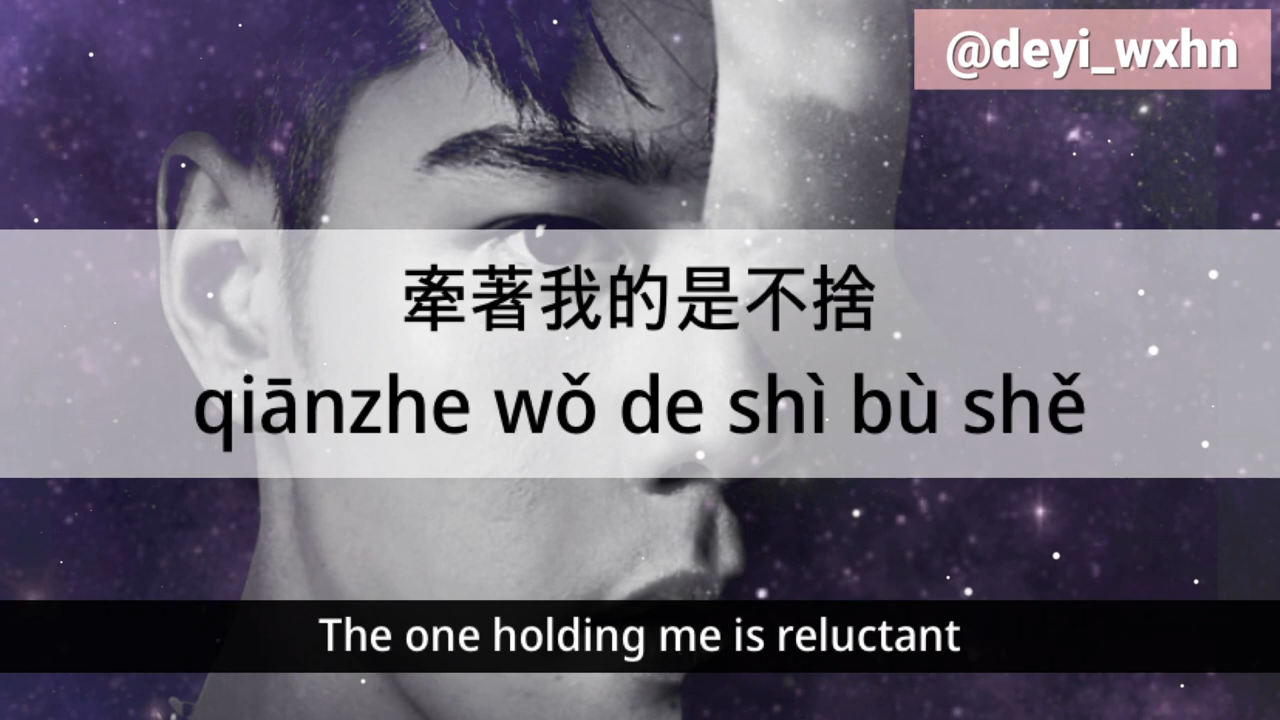 @deyi_wxhn
牽著我的是不捨
qiānzhe wǒ de shì bù shě
The one holding me is reluctant